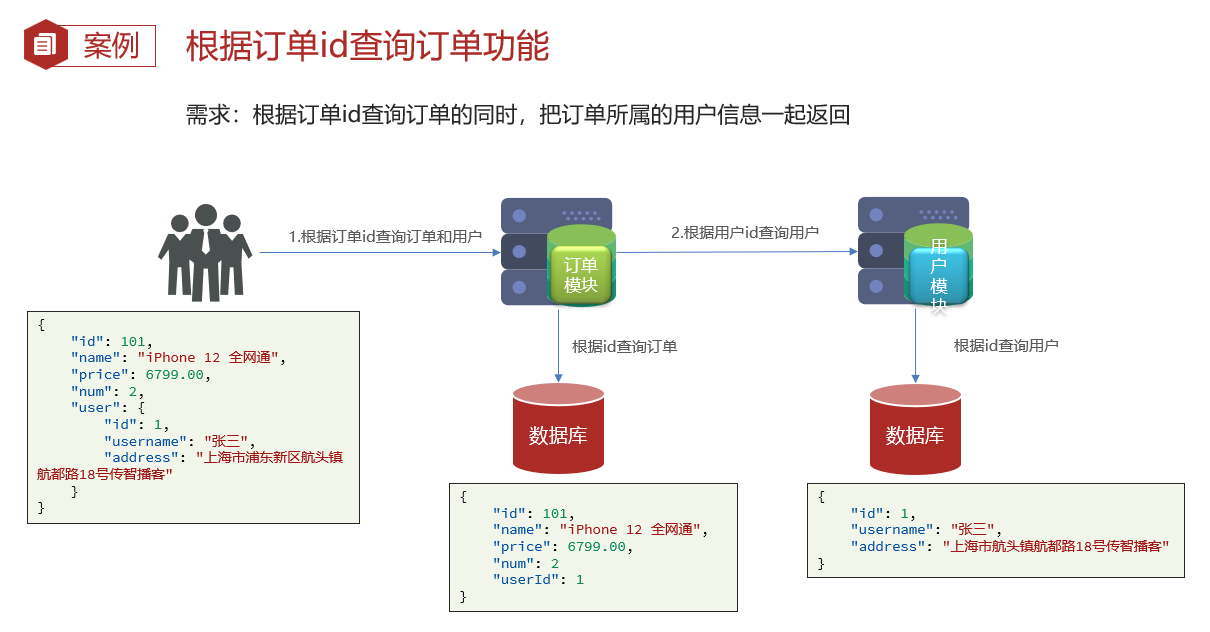 案例
根据订单id查询订单功能
需求：根据订单id查询订单的同时，把订单所属的用户信息一起返回
1.根据订单id查询订单和用户
订单
模块
2.根据用户id查询用户
用
户
模
块
{
    "id": 101,
    "name": "iPhone 12 全网通",
    "price": 6799.00,
    "num": 2,
    "user": {
        "id": 1,
        "username": "张三",
        "address": "上海市浦东新区航头镇
航都路18号传智播客"
    }
}
根据id查询订单
数据库
{
    "id": 101,
    "name": "iPhone 12 全网通",
    "price": 6799.00,
    "num": 2
    "userId": 1
}
根据id查询用户
数据库
{
    "id": 1,
    "username": "张三",
    "address": "上海市航头镇航都路18号传智播客"
}